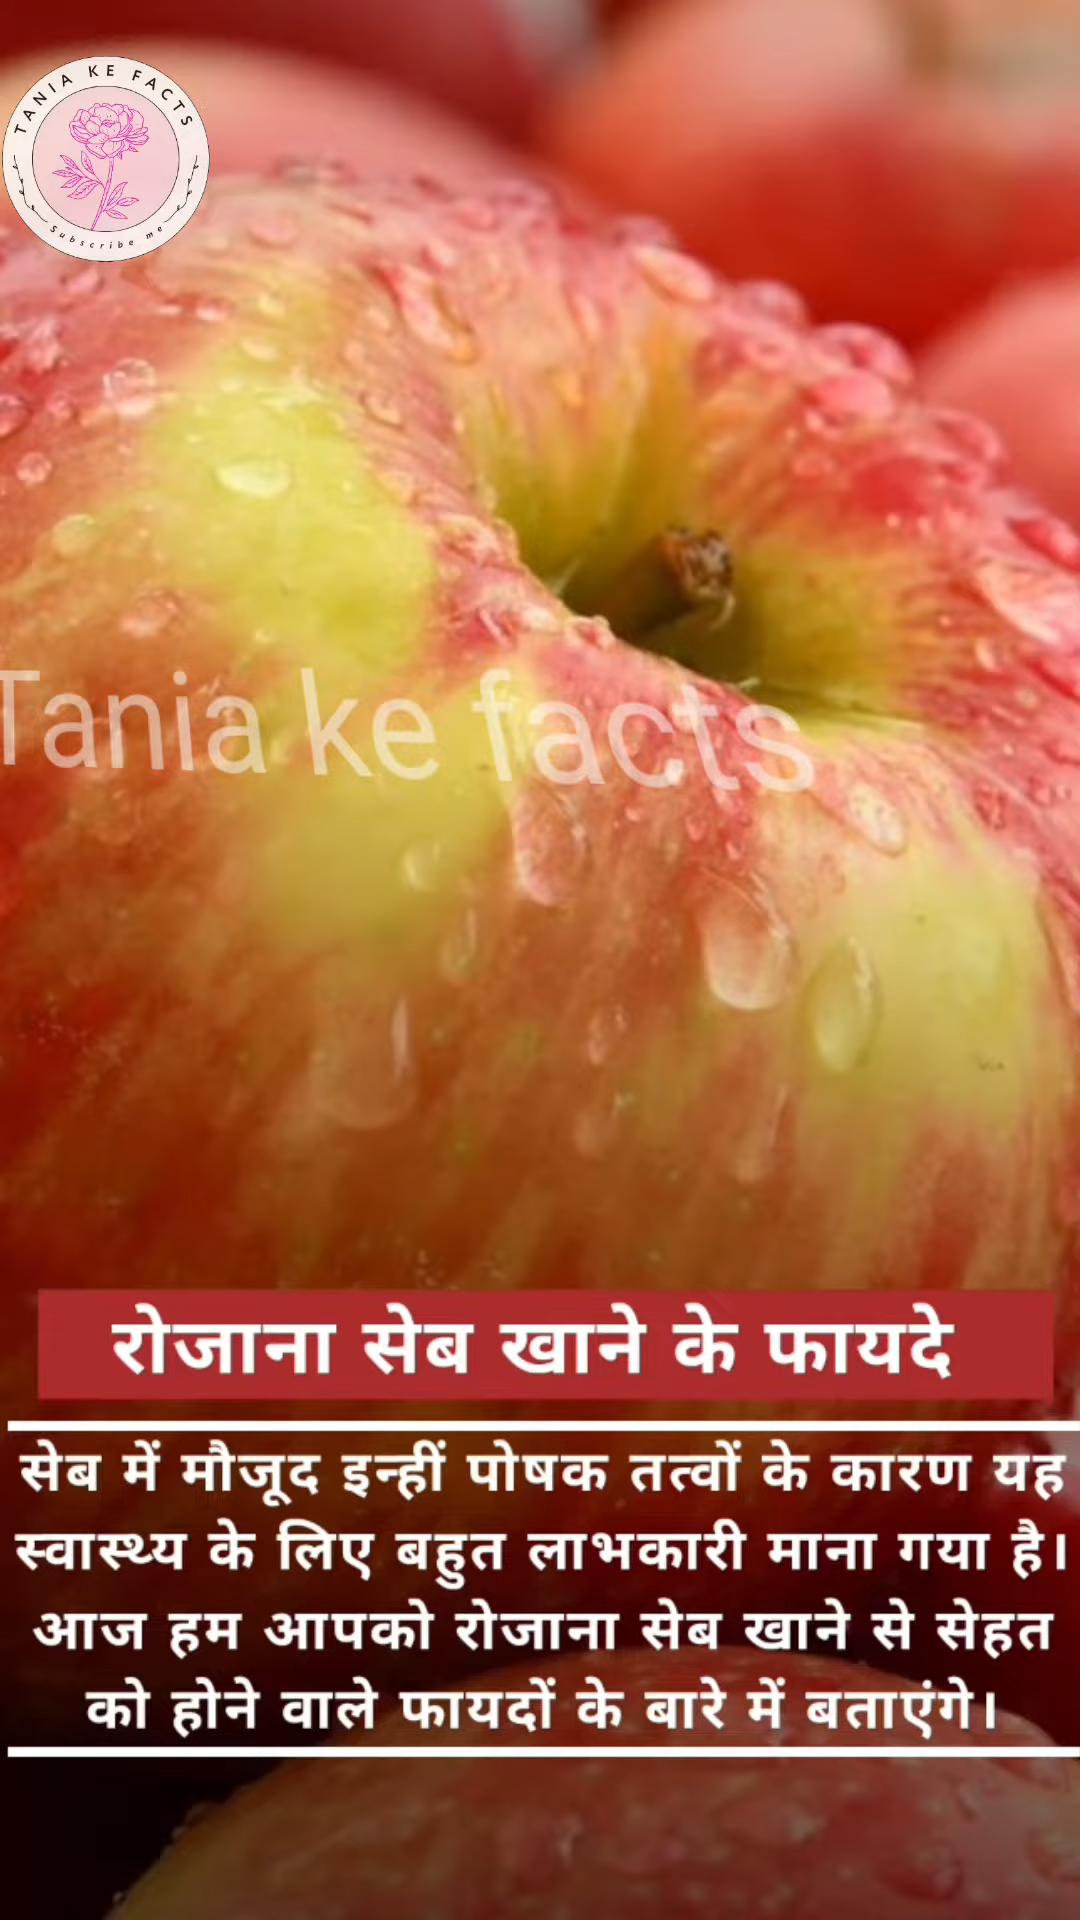 TANIA KE FACTS
Subscribe me
Tania ke facts
रोजाना सेब खाने के फायदे
सेब में मौजूद इन्हीं पोषक तत्वों के कारण यह
स्वास्थ्य के लिए बहुत लाभकारी माना गया है।
आज हम आपको रोजाना सेब खाने से सेहत
को होने वाले फायदों के बारे में बताएंगे।